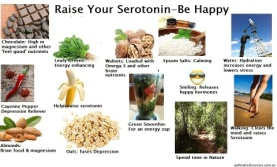 Raise Your Serotonin-Be Happy
Chocolate: High in
magnesium and other
'feel good' nutrients
Leafy Greens:
Energy enhancing
Walnuts: Loaded with
Omega 3 and other
brain
nutrients
Epsom Salts: Calming
Water: Hydration
increases energy and
lowers stress
Cayenne Pepper
Depression Reliever
Helps raise serotonin
Smiling: Releases
happy hormones
Green Smoothie:
For an energy zap
Walking: Clears the
mind and raises
Serotonin
Almonds:
Brian food & magnesium
Oats: Eases Depression
Spend time in Nature